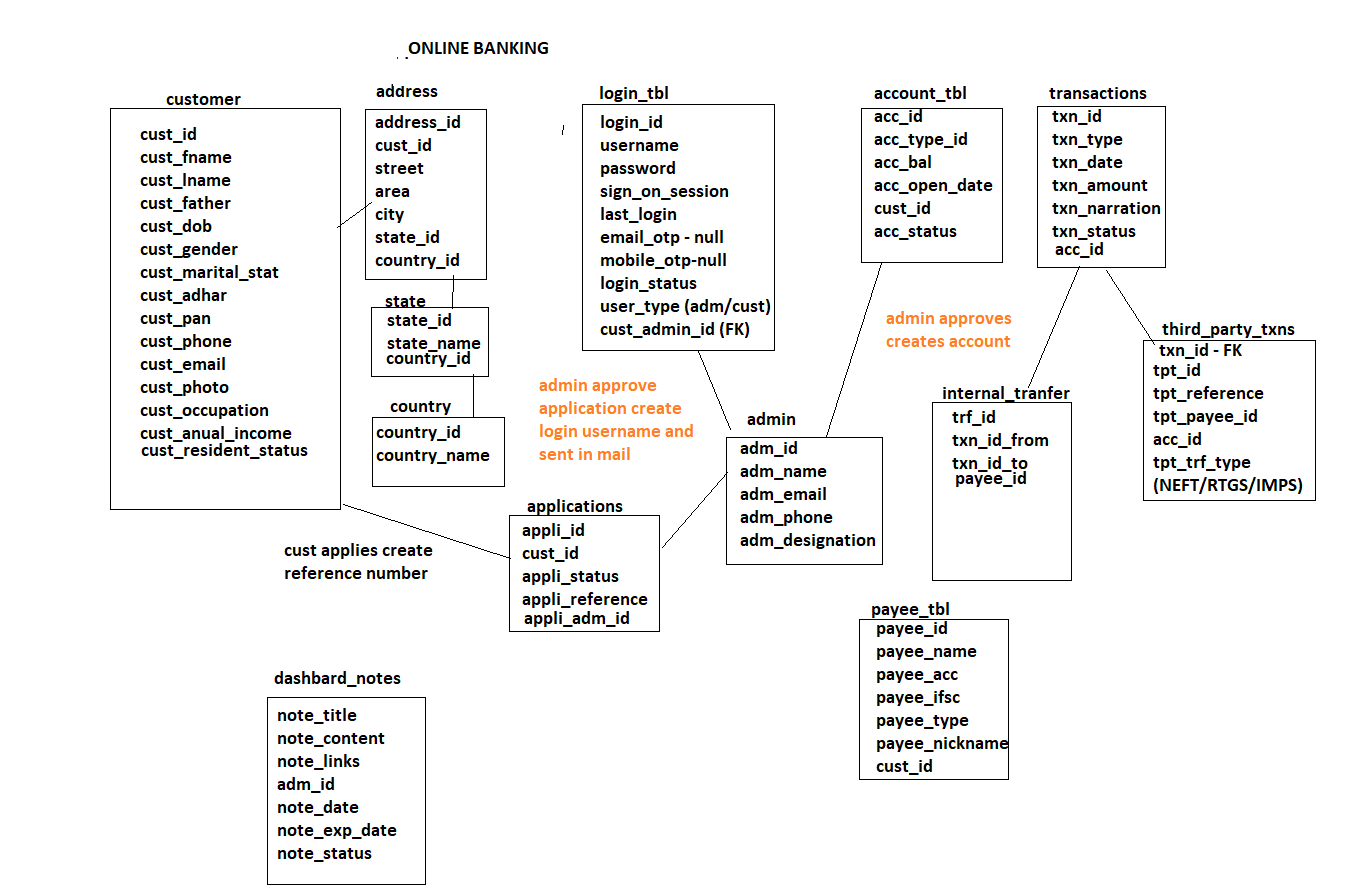 ONLINE BANKING
customer
cust_id
cust_fname
cust_lname
cust_father
cust_dob
cust_gender
cust_marital_stat
cust_adhar
cust_pan
cust_phone
cust_email
cust_photo
cust_occupation
cust_anual_income
cust_resident_status
address
address_id
cust_id
street
area
city
state_id
country_id
state
state_id
state_name
country_id
country
country_id
country_name
login_tbl
login_id
username
password
sign_on_session
last_login
email_otp - null
mobile_otp-null
login_status
user_type (adm/cust)
cust_admin_id (FK)
account_tbl
acc_id
acc_type_id
acc_bal
acc_open_date
cust_id
acc_status
transactions
txn_id
txn_type
txn_date
txn_amount
txn_narration
txn_status
acc_id
admin approves
creates account
third_party_txns
txn_id - FK
tpt_id
tpt_reference
tpt_payee_id
acc_id
tpt_trf_type
(NEFT/RTGS/IMPS)
internal_tranfer
trf_id
txn_id_from
txn_id_to
payee_id
admin approve
application create
login username and
sent in mail
admin
adm_id
adm_name
adm_email
adm_phone
adm_designation
applications
appli_id
cust_id
appli_status
appli_reference
appli_adm_id
cust applies create
reference number
payee_tbl
payee_id
payee_name
payee_acc
payee_ifsc
payee_type
payee_nickname
cust_id
dashbard_notes
note_title
note_content
note_links
adm_id
note_date
note_exp_date
note_status